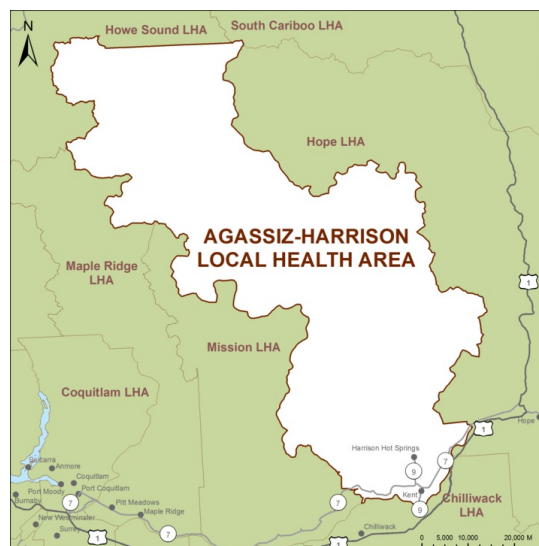 N
Howe Sound LHA
South Cariboo LHA
Hope LHA
AGASSIZ-HARRISON
LOCAL HEALTH AREA
Maple Ridge
LHA
1
Mission LHA
Coquitlam LHA
1
Hope
Harrison Hot Springs
7
9
Belcarra
Anmore
Coquitlam
Port Moody
Port Coquitlam
Kent
Chilliwack
LHA
Burnaby
7
Pitt Meadows
7
9
Maple Ridge
New Westminster
7
Chilliwack
Surrey
1
1
0
5,000
10,000
20,000 M